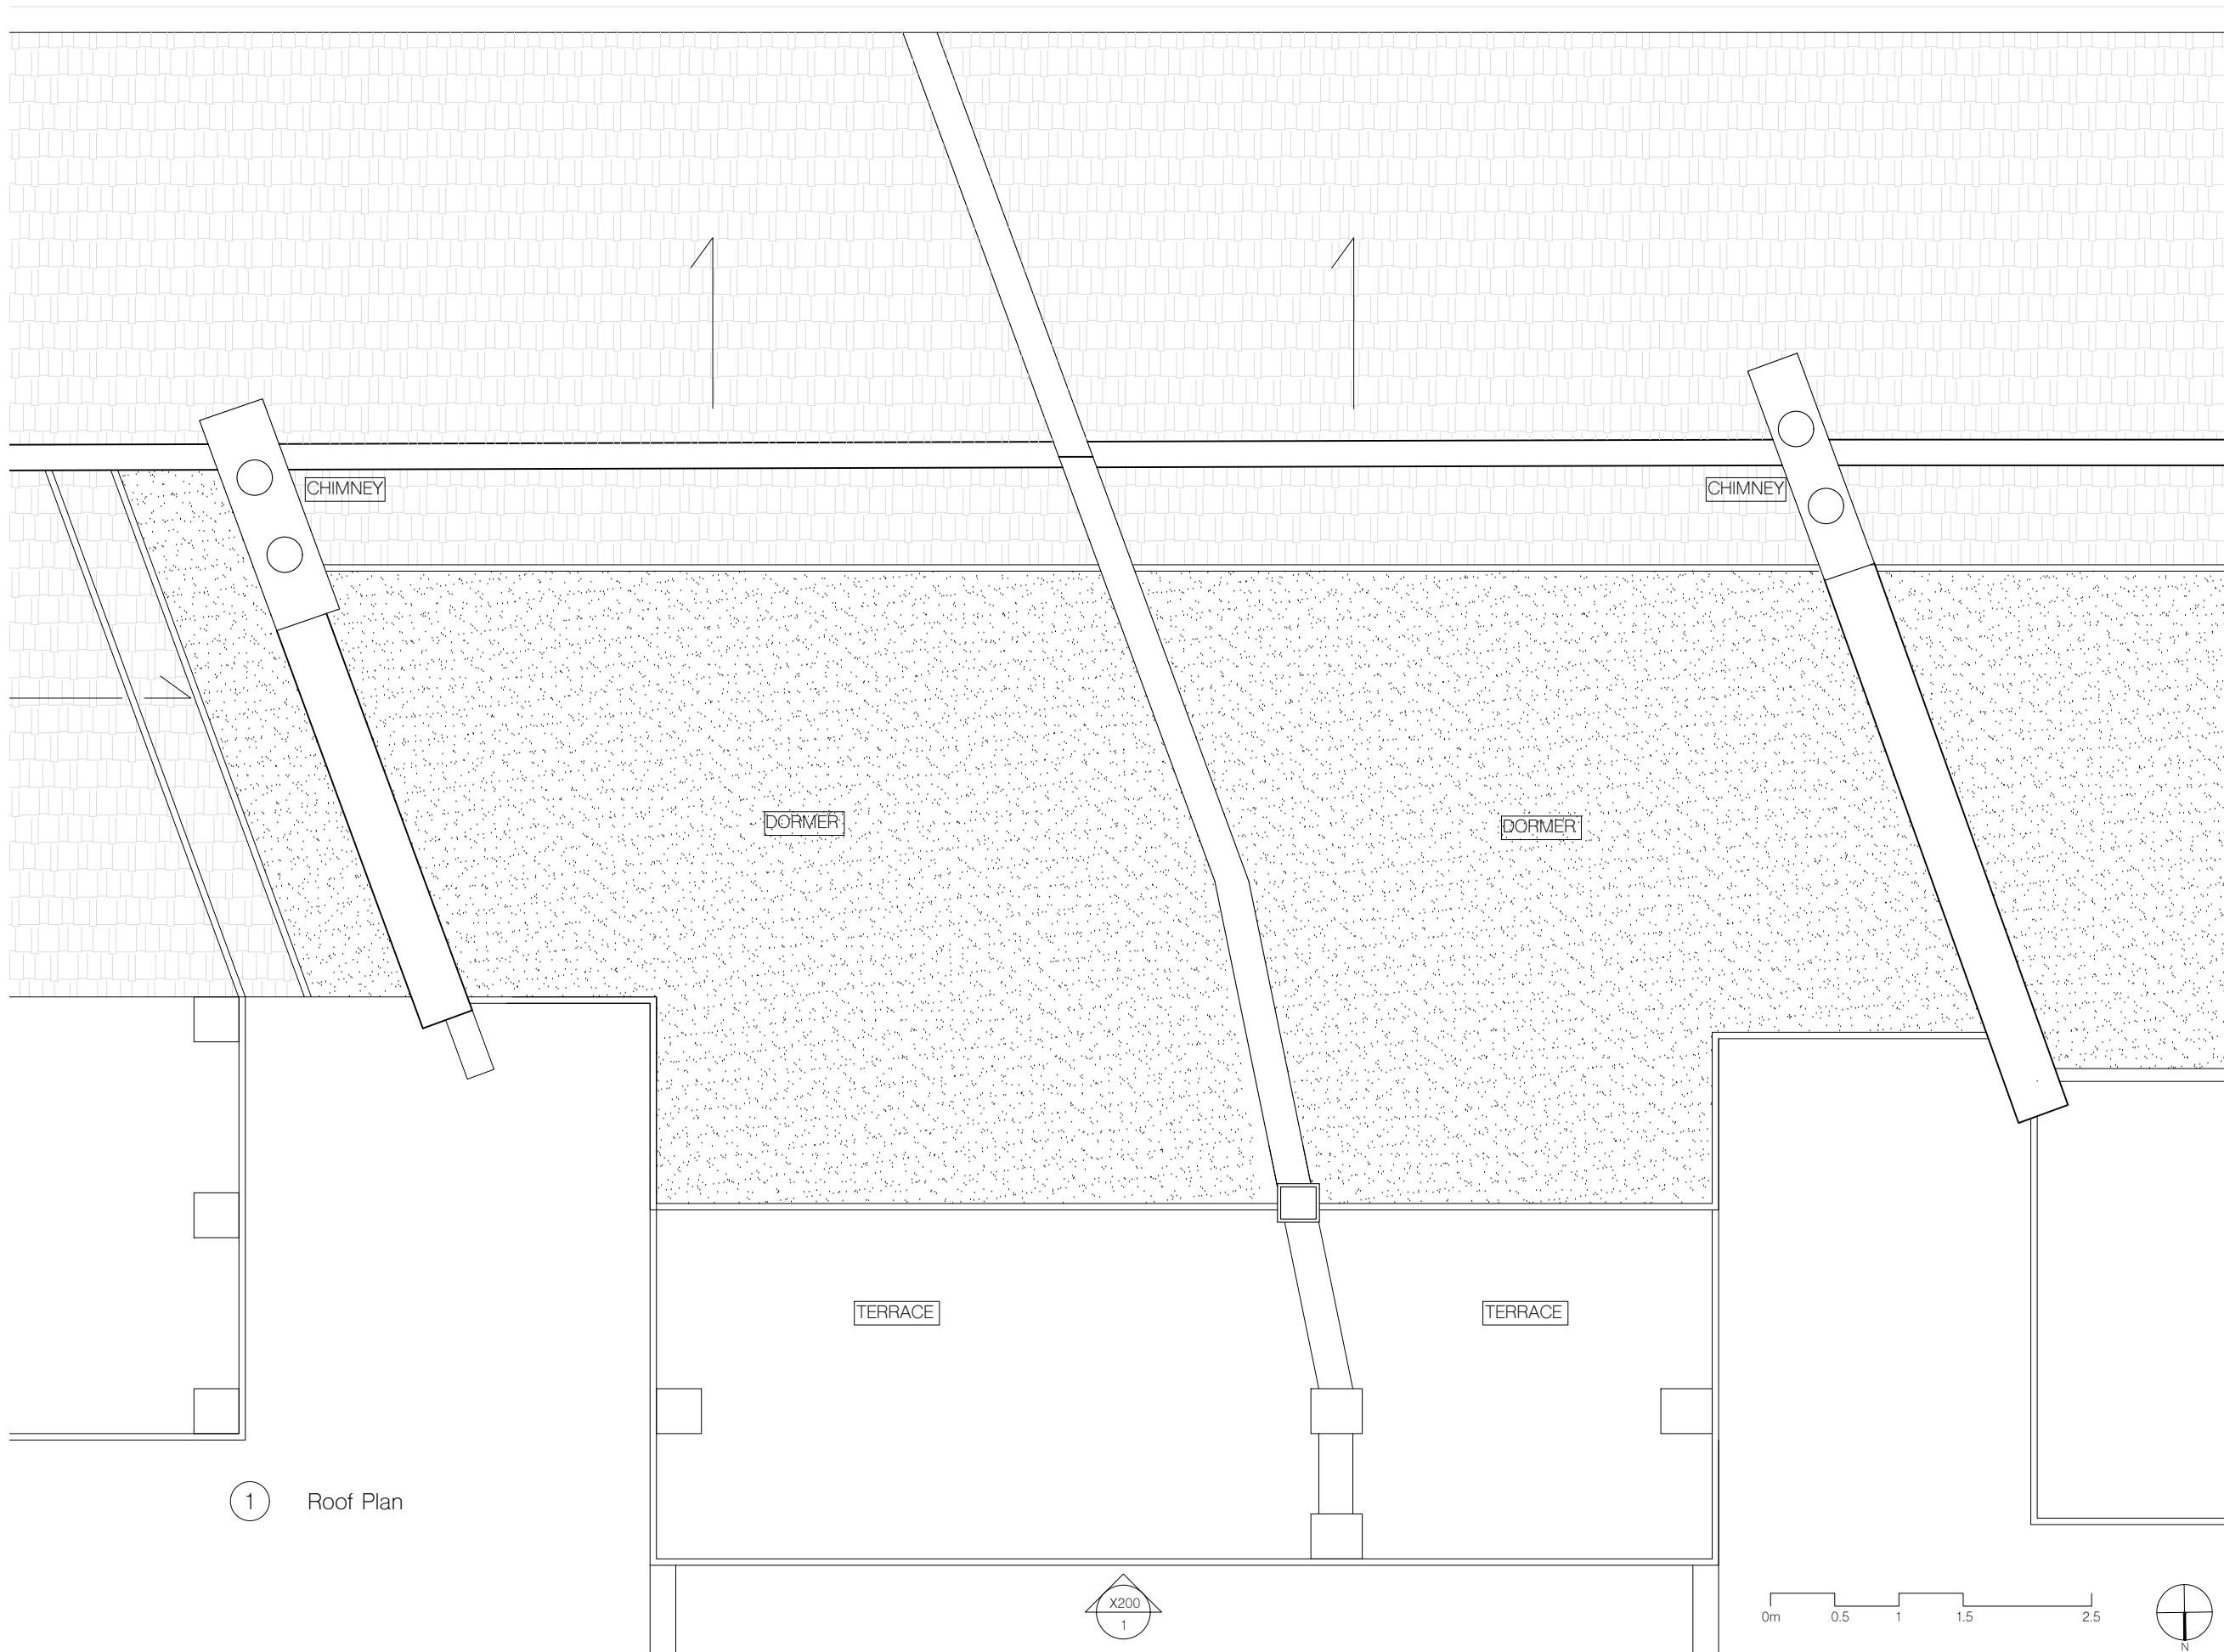 CHIMNEY
CHIMNEY
DORMER
DORMER
TERRACE
TERRACE
1 Roof Plan
X200
1
0m 0.5 1 1.5 2.5
N